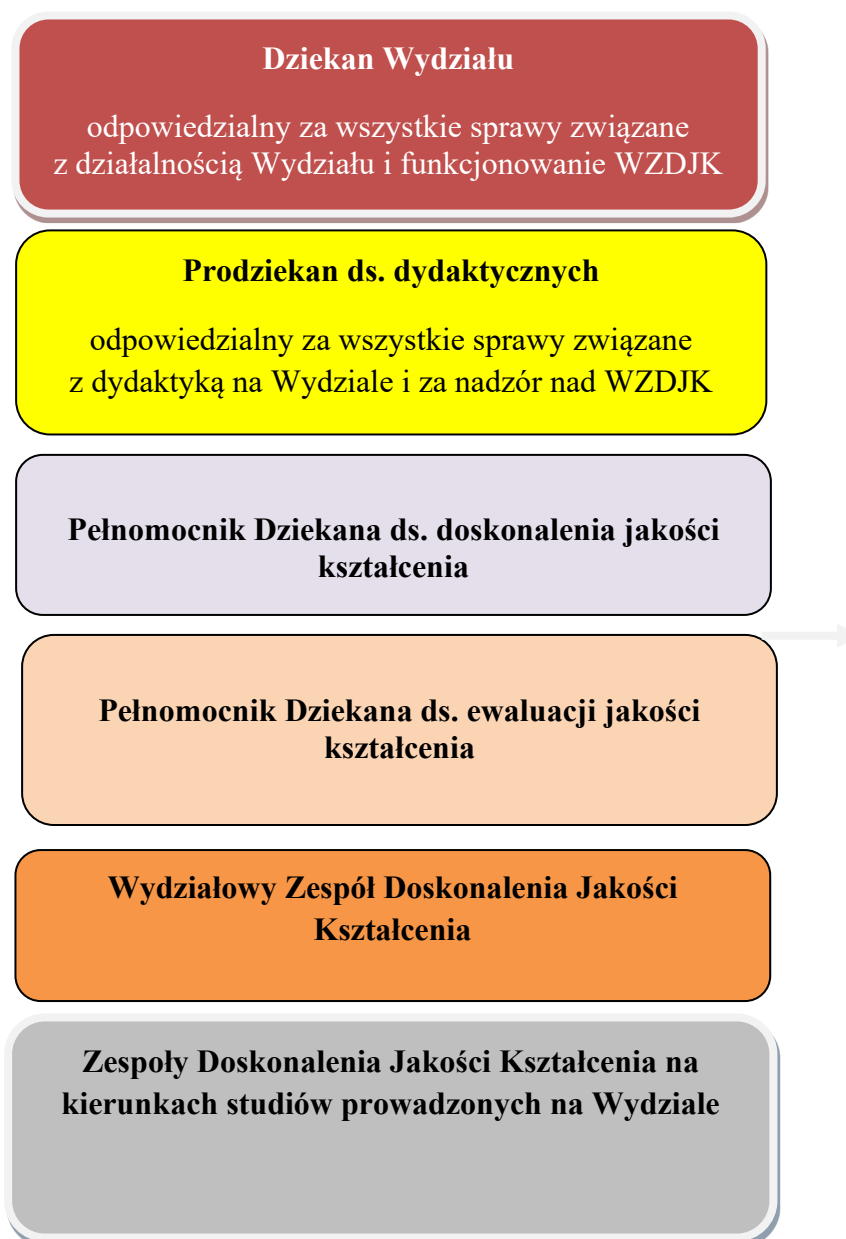 Dziekan Wydziału
odpowiedzialny za wszystkie sprawy związane
z działalnością Wydziału i funkcjonowanie WZDJK
Prodziekan ds. dydaktycznych
odpowiedzialny za wszystkie sprawy związane
z dydaktyką na Wydziale i za nadzór nad WZDJK
Pełnomocnik Dziekana ds. doskonalenia jakości
kształcenia
Pełnomocnik Dziekana ds. ewaluacji jakości
kształcenia
Wydziałowy Zespół Doskonalenia Jakości
Kształcenia
Zespoły Doskonalenia Jakości Kształcenia na
kierunkach studiów prowadzonych na Wydziale